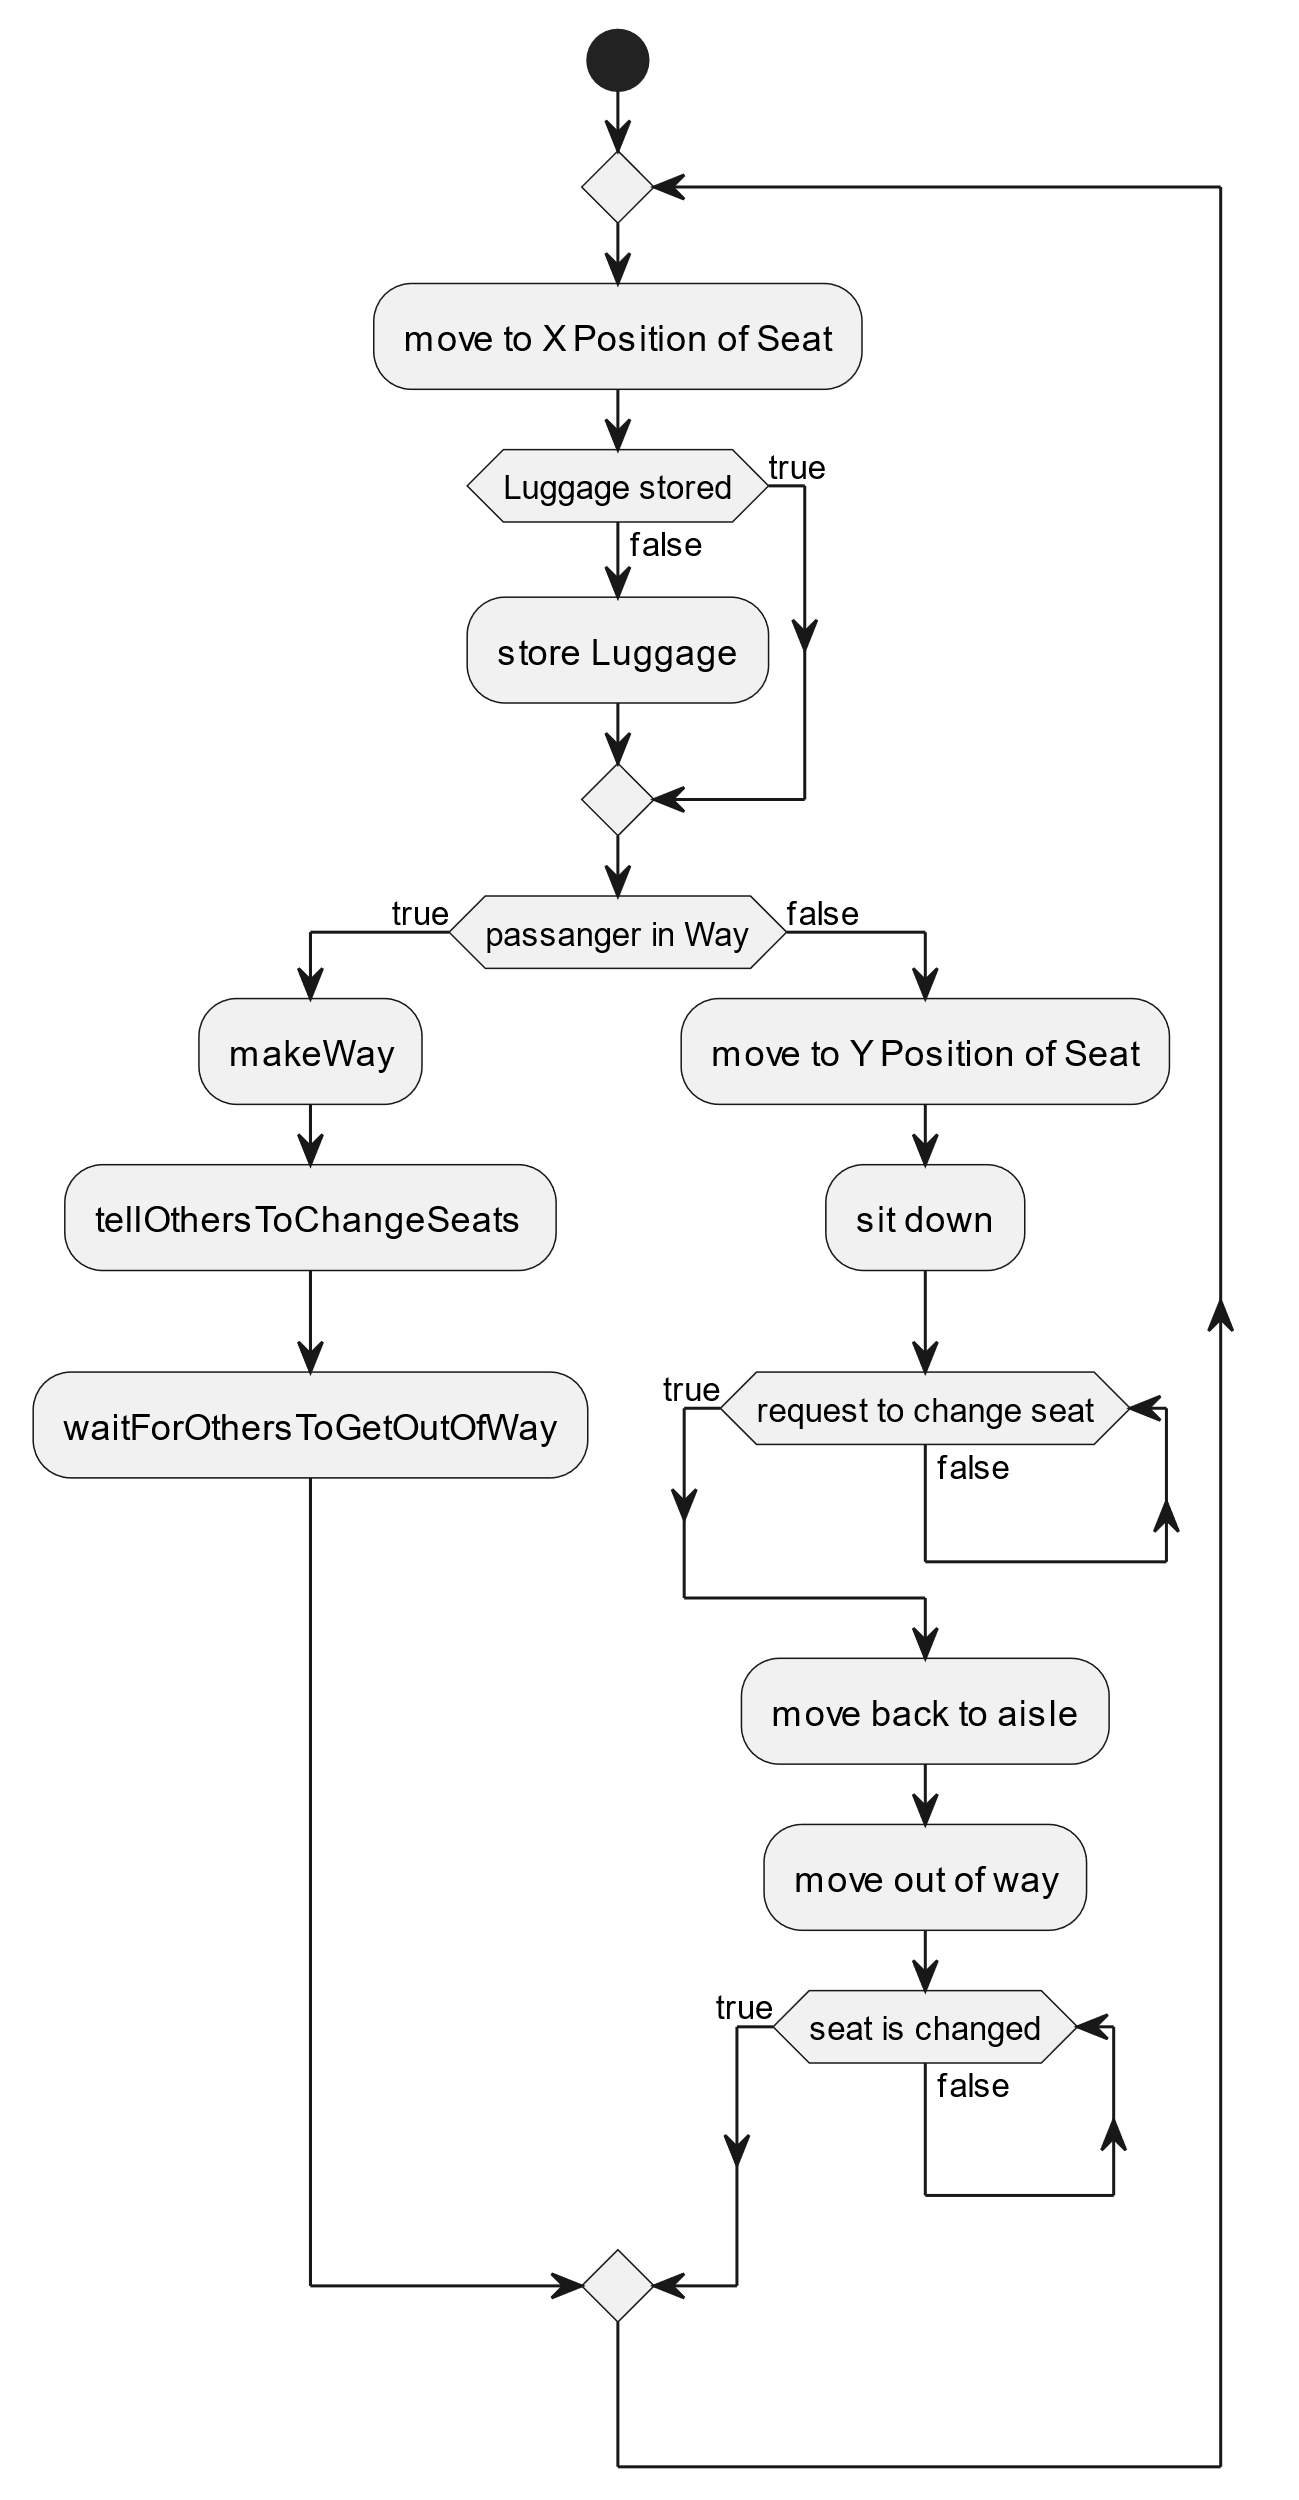 move to X Position of Seat
Luggage stored
true
false
store Luggage
true
passanger in Way
false
makeWay
move to Y Position of Seat
tellOthersToChangeSeats
sit down
waitForOthersToGetOutOfWay
true
request to change seat
false
move back to aisle
move out of way
true
seat is changed
false